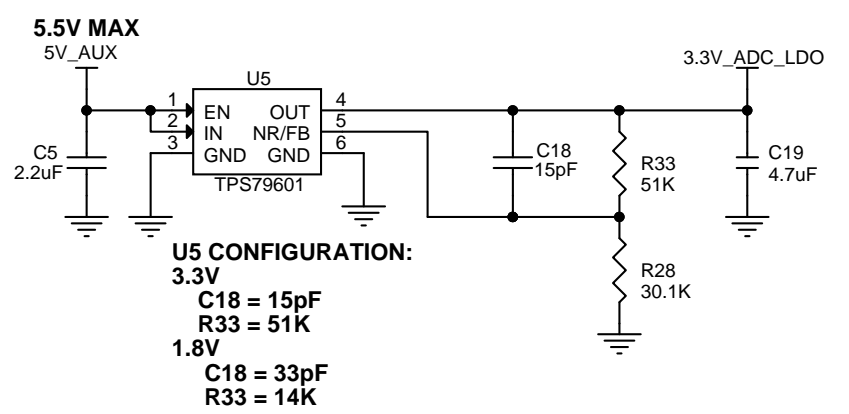 5.5V MAX
5V_AUX
3.3V_ADC_LDO
U5
1 EN OUT 4
2 IN NR/FB 5
3 GND GND 6
TPS79601
C5
2.2uF
C18
15pF
R33
51K
C19
4.7uF
R28
30.1K
U5 CONFIGURATION:
3.3V
C18 = 15pF
R33 = 51K
1.8V
C18 = 33pF
R33 = 14K